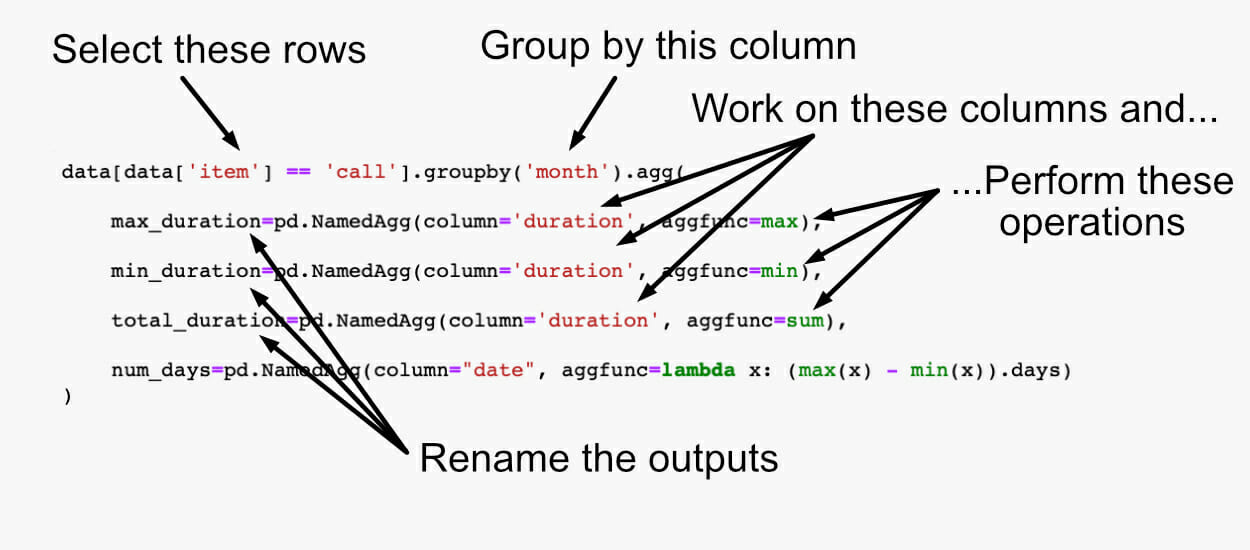 Select these rows
Group by this column
Work on these columns and...
...Perform these
operations
data[data['item'] == 'call'].groupby('month').agg(
max_duration=pd.NamedAgg(column='duration', aggfunc=max),
min_duration=pd.NamedAgg(column='duration', aggfunc=min),
total_duration=pd.NamedAgg(column='duration', aggfunc=sum),
num_days=pd.NamedAgg(column="date", aggfunc=lambda x: (max(x) - min(x)).days)
)
Rename the outputs